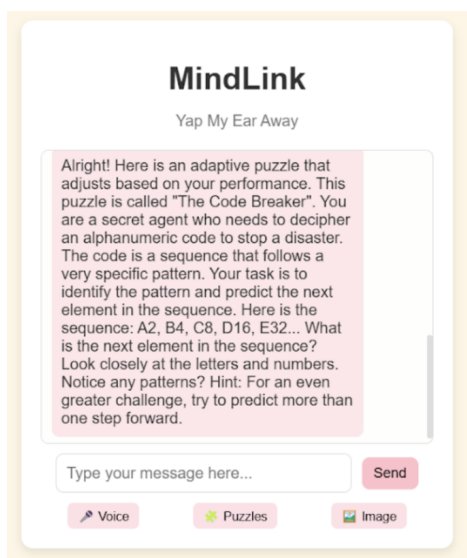 MindLink
Yap My Ear Away
Alright! Here is an adaptive puzzle that
adjusts based on your performance. This
puzzle is called "The Code Breaker". You
are a secret agent who needs to decipher
an alphanumeric code to stop a disaster.
The code is a sequence that follows a
very specific pattern. Your task is to
identify the pattern and predict the next
element in the sequence. Here is the
sequence: A2, B4, C8, D16, E32... What
is the next element in the sequence?
Look closely at the letters and numbers.
Notice any patterns? Hint: For an even
greater challenge, try to predict more than
one step forward.
Type your message here...
Send
Voice
Puzzles
Image